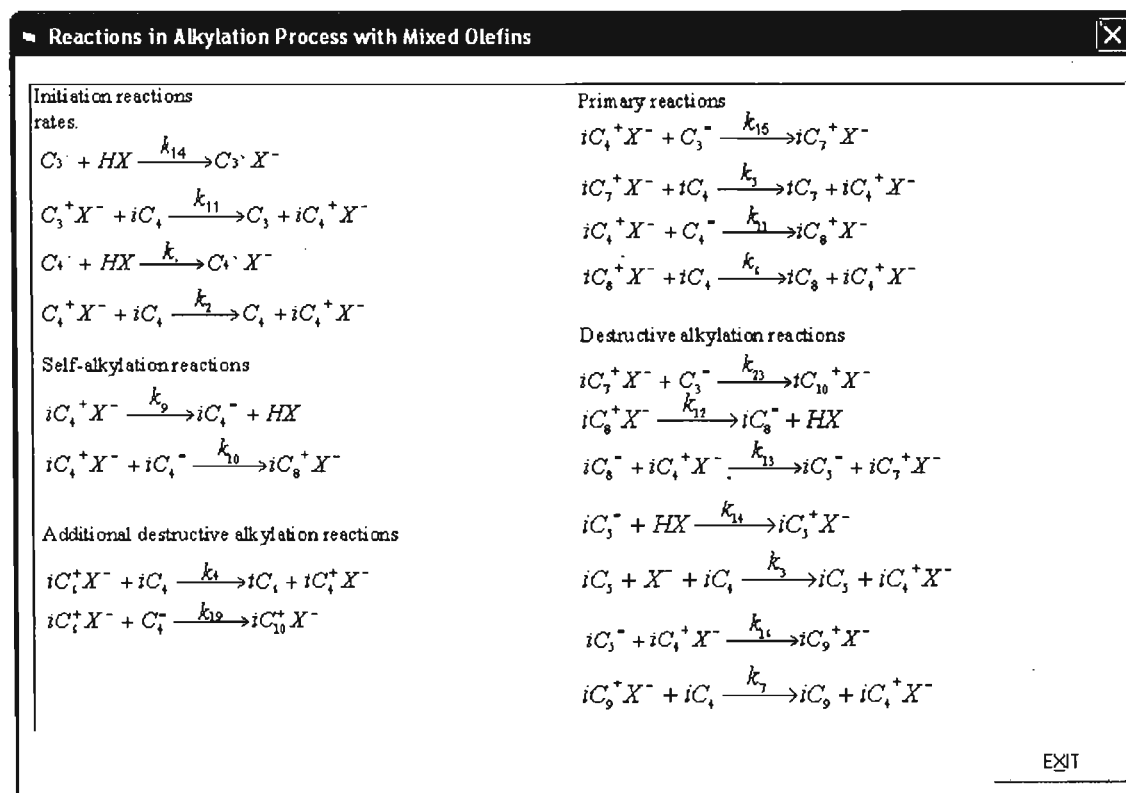 Reactions in Alkylation Process with Mixed Olefins
Initiation reactions
rates.
C₃· + HX —k₁₄→ C₃· X⁻
C₃⁺X⁻ + iC₄ —k₁₁→ C₃ + iC₄⁺X⁻
C₄· + HX —k→ C₄· X⁻
C₄⁺X⁻ + iC₄ —k₂→ C₄ + iC₄⁺X⁻
Self-alkylation reactions
iC₄⁺X⁻ —k₉→ iC₄⁼ + HX
iC₄⁺X⁻ + iC₄⁼ —k₁₀→ iC₈⁺X⁻
Additional destructive alkylation reactions
iC₆⁺X⁻ + iC₄ —k₄→ iC₆ + iC₄⁺X⁻
iC₆⁺X⁻ + C₄⁼ —k₁₉→ iC₁₀⁺X⁻
Primary reactions
iC₄⁺X⁻ + C₃⁼ —k₁₅→ iC₇⁺X⁻
iC₇⁺X⁻ + iC₄ —k₅→ iC₇ + iC₄⁺X⁻
iC₄⁺X⁻ + C₄⁼ —k₁₁→ iC₈⁺X⁻
iC₈⁺X⁻ + iC₄ —k₆→ iC₈ + iC₄⁺X⁻
Destructive alkylation reactions
iC₇⁺X⁻ + C₃⁼ —k₂₃→ iC₁₀⁺X⁻
iC₈⁺X⁻ —k₁₂→ iC₈⁼ + HX
iC₈⁼ + iC₄⁺X⁻ —k₁₃→ iC₅⁼ + iC₇⁺X⁻
iC₅⁼ + HX —k₁₄→ iC₅⁺X⁻
iC₅ + X⁻ + iC₄ —k₃→ iC₅ + iC₄⁺X⁻
iC₅⁼ + iC₄⁺X⁻ —k₁₆→ iC₉⁺X⁻
iC₉⁺X⁻ + iC₄ —k₇→ iC₉ + iC₄⁺X⁻
EXIT